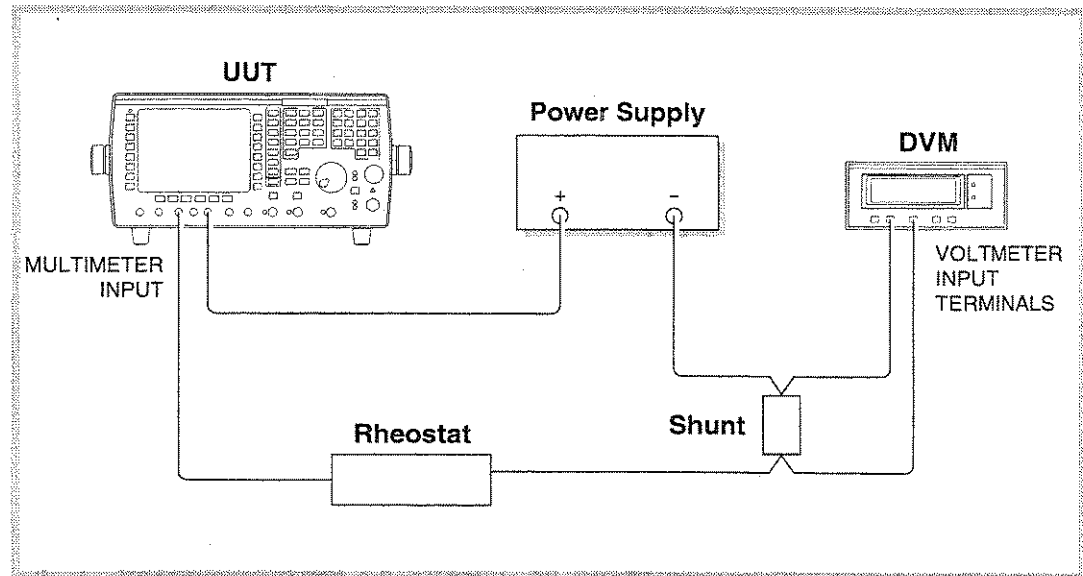 UUT
Power Supply
DVM
+
−
MULTIMETER
INPUT
VOLTMETER
INPUT
TERMINALS
Rheostat
Shunt